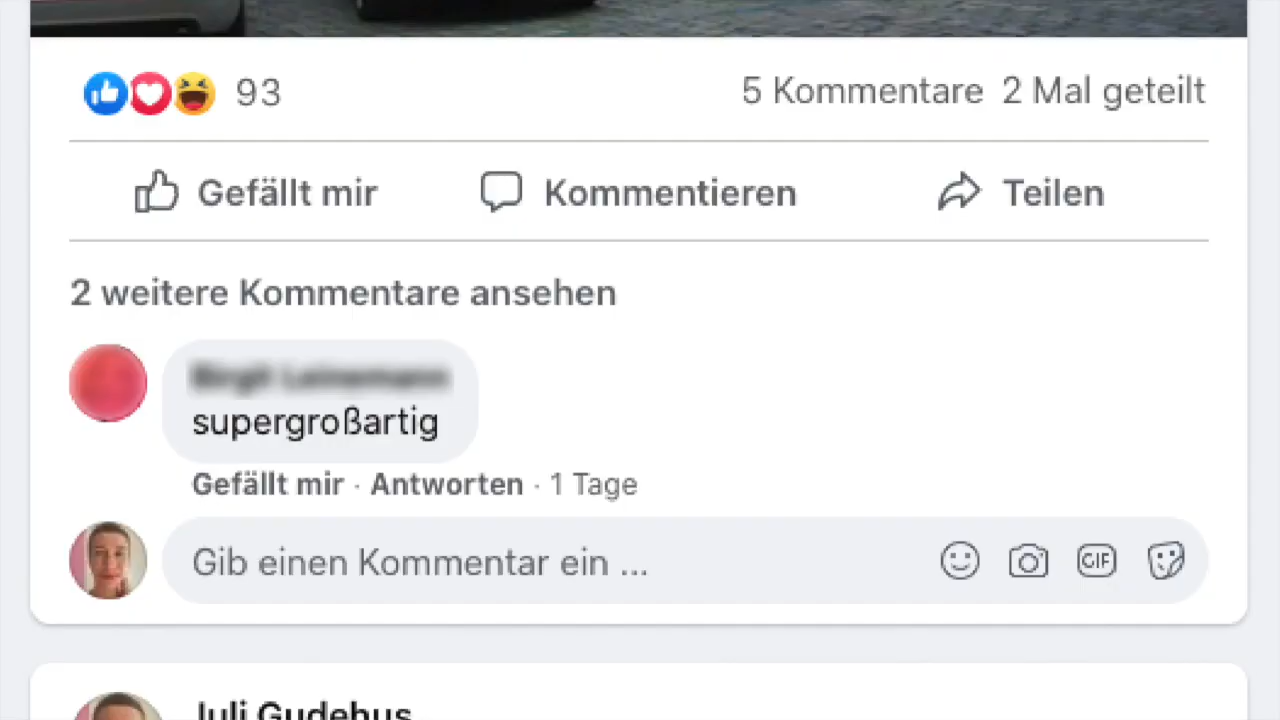 93
5 Kommentare 2 Mal geteilt
Gefällt mir Kommentieren Teilen
2 weitere Kommentare ansehen
supergroßartig
Gefällt mir · Antworten · 1 Tage
Gib einen Kommentar ein ...
GIF
Juli Gudehus